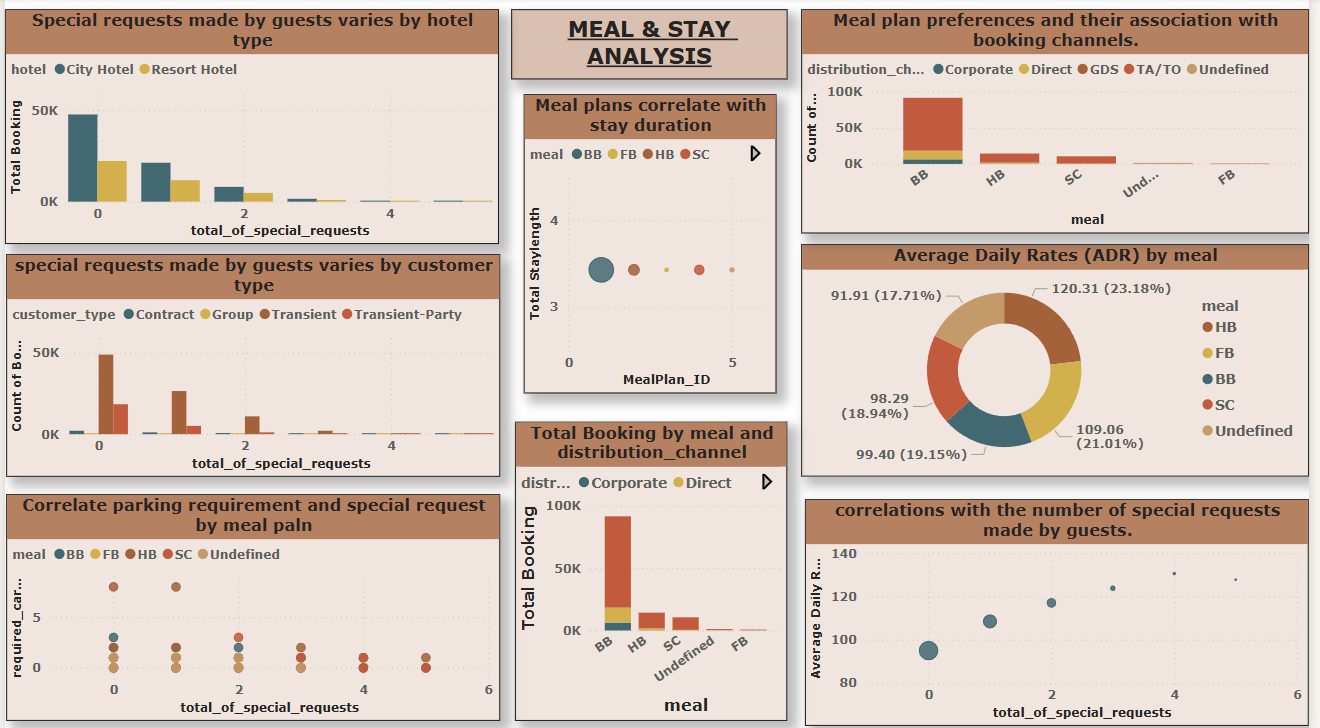 Special requests made by guests varies by hotel
type
hotel City Hotel Resort Hotel
Total Booking
50K
0K
0 2 4
total_of_special_requests
special requests made by guests varies by customer
type
customer_type Contract Group Transient Transient-Party
Count of Bo...
50K
0K
0 2 4
total_of_special_requests
Correlate parking requirement and special request
by meal paln
meal BB FB HB SC Undefined
required_car...
5
0
0 2 4 6
total_of_special_requests
MEAL & STAY
ANALYSIS
Meal plans correlate with
stay duration
meal BB FB HB SC
Total Staylength
4
3
0 5
MealPlan_ID
Total Booking by meal and
distribution_channel
distr... Corporate Direct
Total Booking
100K
50K
0K
BB HB SC Undefined FB
meal
Meal plan preferences and their association with
booking channels.
distribution_ch... Corporate Direct GDS TA/TO Undefined
Count of...
100K
50K
0K
BB HB SC Und... FB
meal
Average Daily Rates (ADR) by meal
91.91 (17.71%)
120.31 (23.18%)
98.29
(18.94%)
109.06
(21.01%)
99.40 (19.15%)
meal
HB
FB
BB
SC
Undefined
correlations with the number of special requests
made by guests.
Average Daily R...
140
120
100
80
0 2 4 6
total_of_special_requests